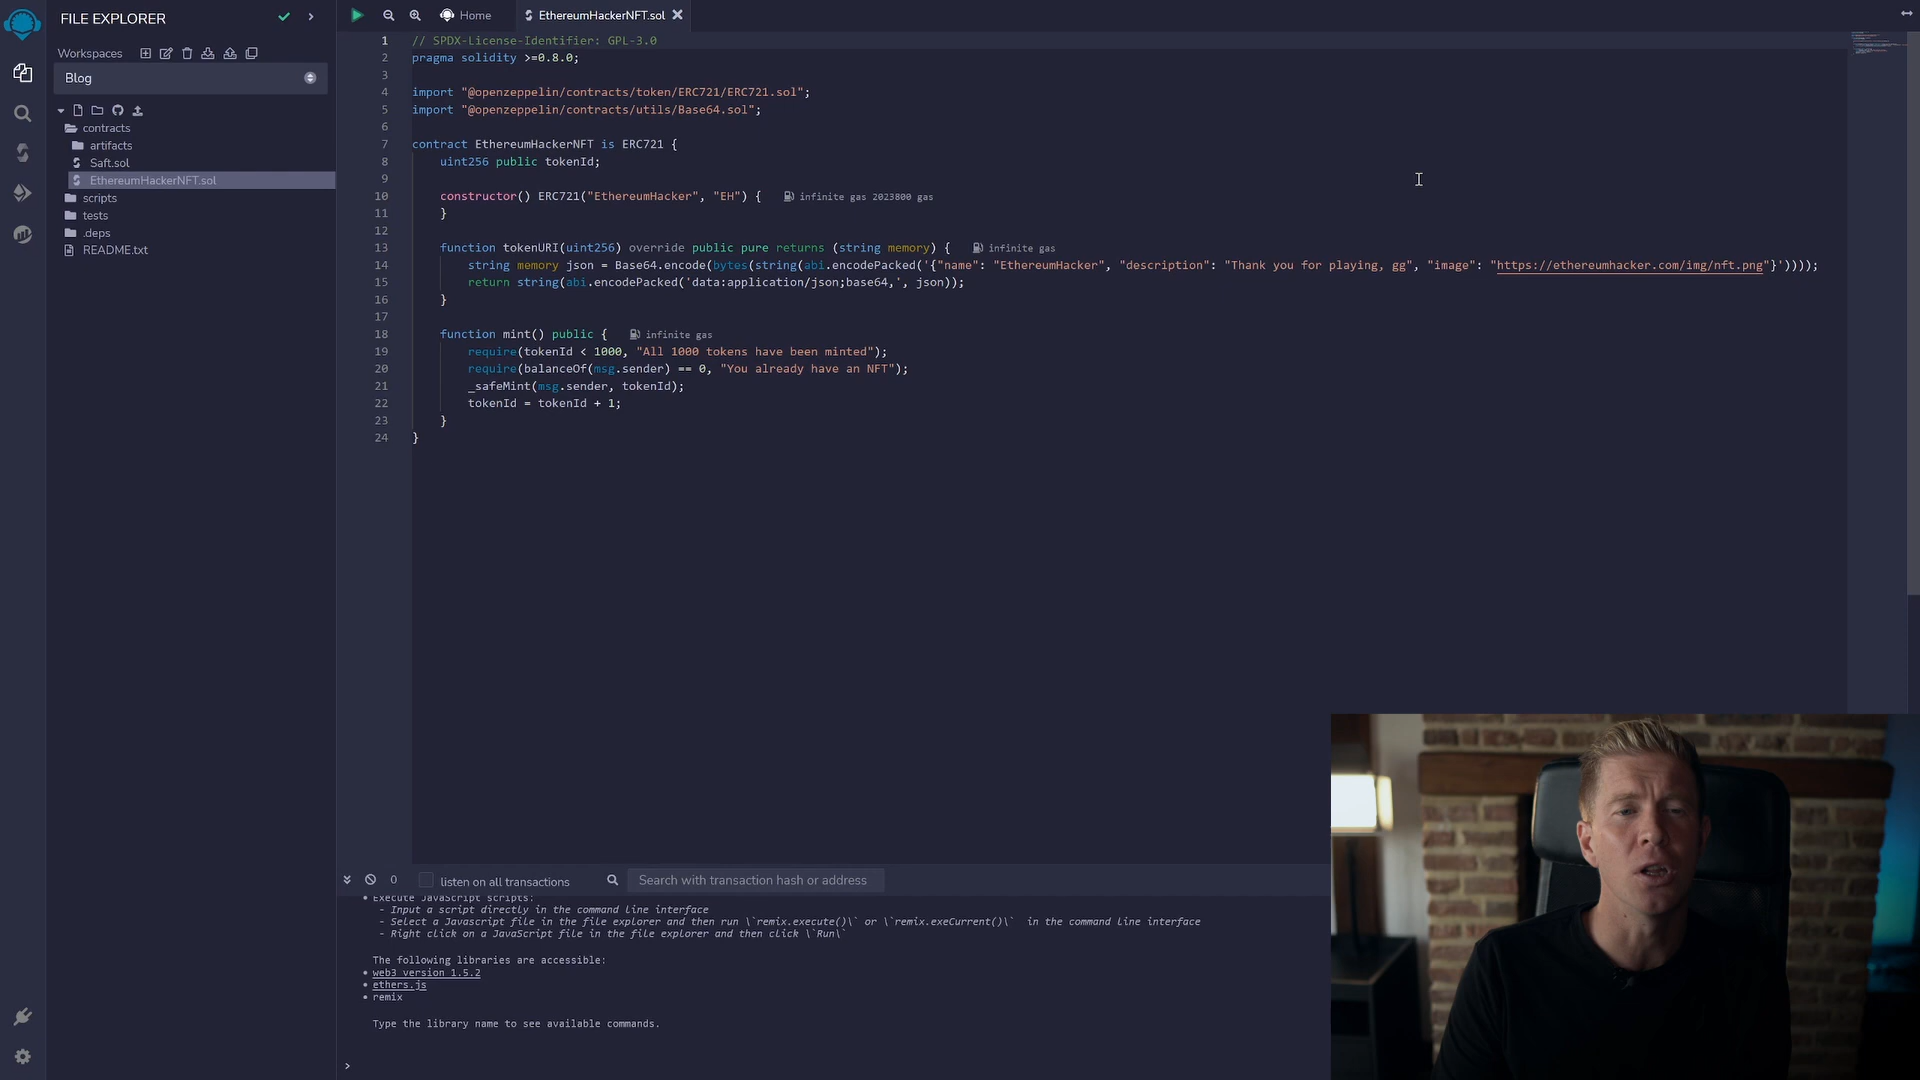 FILE EXPLORER
Workspaces
Blog
contracts
artifacts
Saft.sol
EthereumHackerNFT.sol
scripts
tests
.deps
README.txt
Home
EthereumHackerNFT.sol
1 // SPDX-License-Identifier: GPL-3.0
2 pragma solidity >=0.8.0;
3
4 import "@openzeppelin/contracts/token/ERC721/ERC721.sol";
5 import "@openzeppelin/contracts/utils/Base64.sol";
6
7 contract EthereumHackerNFT is ERC721 {
8 uint256 public tokenId;
9
10 constructor() ERC721("EthereumHacker", "EH") { infinite gas 2023800 gas
11 }
12
13 function tokenURI(uint256) override public pure returns (string memory) { infinite gas
14 string memory json = Base64.encode(bytes(string(abi.encodePacked('{"name": "EthereumHacker", "description": "Thank you for playing, gg", "image": "https://ethereumhacker.com/img/nft.png"}'))));
15 return string(abi.encodePacked('data:application/json;base64,', json));
16 }
17
18 function mint() public { infinite gas
19 require(tokenId < 1000, "All 1000 tokens have been minted");
20 require(balanceOf(msg.sender) == 0, "You already have an NFT");
21 _safeMint(msg.sender, tokenId);
22 tokenId = tokenId + 1;
23 }
24 }
0 listen on all transactions Search with transaction hash or address
• Execute JavaScript scripts:
- Input a script directly in the command line interface
- Select a Javascript file in the file explorer and then run \`remix.execute()\` or \`remix.exeCurrent()\` in the command line interface
- Right click on a JavaScript file in the file explorer and then click \`Run\`
The following libraries are accessible:
• web3 version 1.5.2
• ethers.js
• remix
Type the library name to see available commands.
>